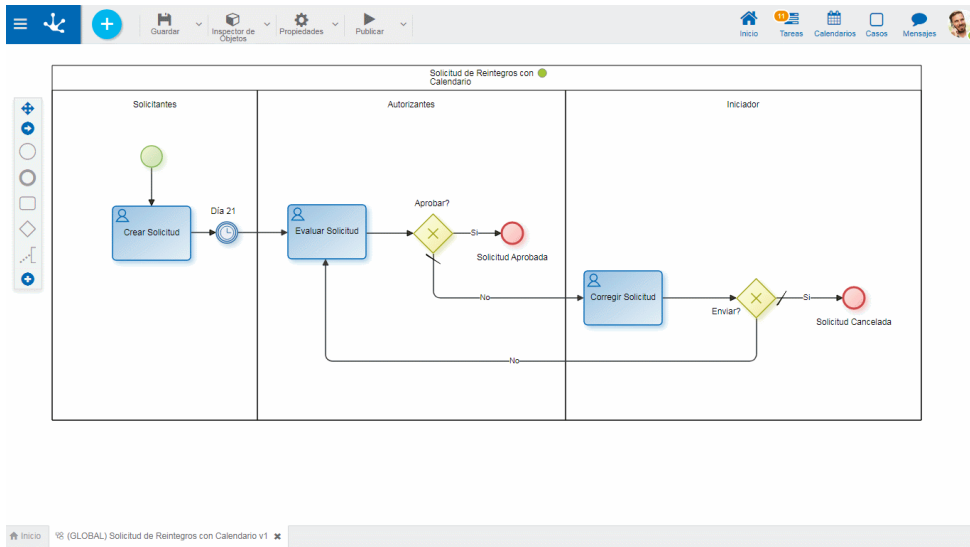 Guardar
Inspector de
Objetos
Propiedades
Publicar
Inicio
11
Tareas
Calendarios
Casos
Mensajes
Solicitud de Reintegros con
Calendario
Solicitantes
Autorizantes
Iniciador
Crear Solicitud
Día 21
Evaluar Solicitud
Aprobar?
Si
Solicitud Aprobada
No
Corregir Solicitud
Enviar?
Si
Solicitud Cancelada
No
Inicio
(GLOBAL) Solicitud de Reintegros con Calendario v1